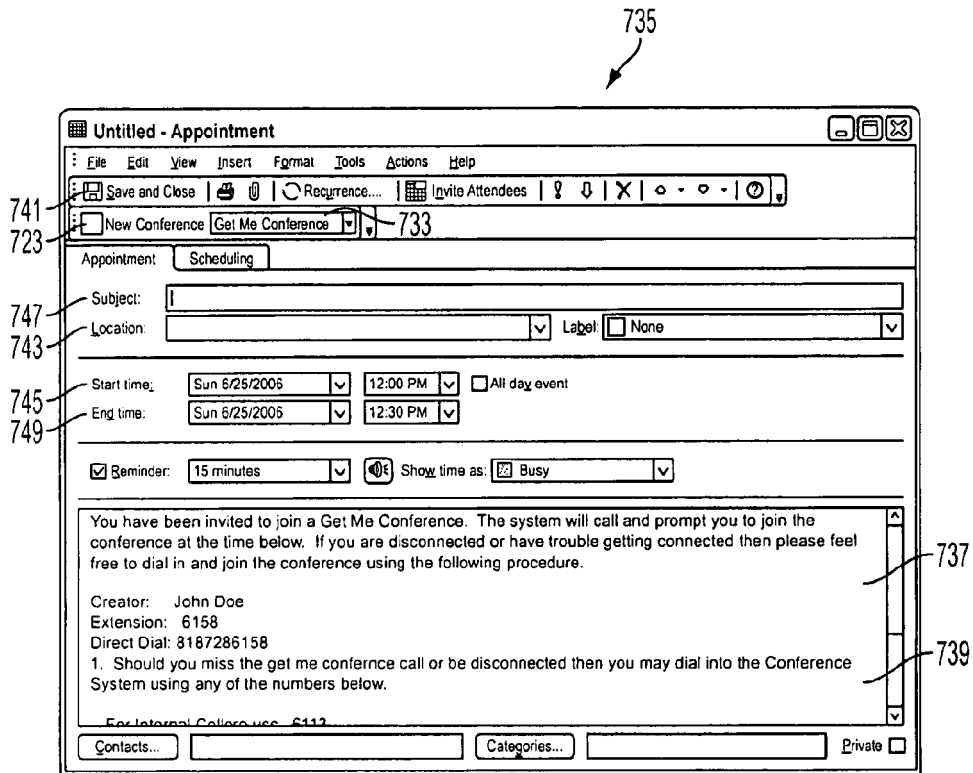 735
Untitled - Appointment
File Edit View Insert Format Tools Actions Help
741 Save and Close Recurrence.... Invite Attendees
723 New Conference Get Me Conference 733
Appointment Scheduling
747 Subject:
743 Location: Label: None
745 Start time: Sun 6/25/2006 12:00 PM All day event
749 End time: Sun 6/25/2006 12:30 PM
Reminder: 15 minutes Show time as: Busy
You have been invited to join a Get Me Conference. The system will call and prompt you to join the
conference at the time below. If you are disconnected or have trouble getting connected then please feel
free to dial in and join the conference using the following procedure.
737
Creator: John Doe
Extension: 6158
Direct Dial: 8187286158
1. Should you miss the get me confernce call or be disconnected then you may dial into the Conference
739
System using any of the numbers below.
For Internal Callers use 6113
Contacts... Categories... Private